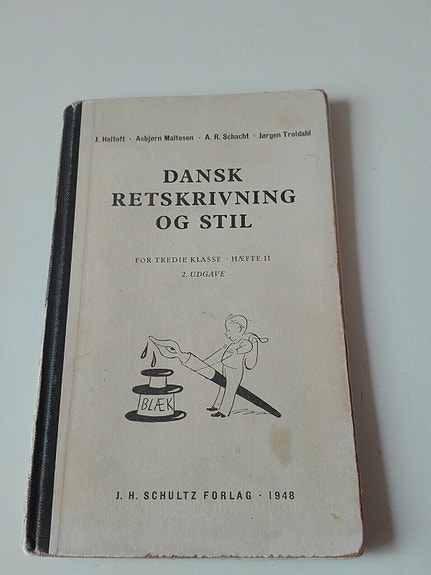 J. Heltoft · Asbjørn Maltesen · A. R. Schacht · Jørgen Troldahl
DANSK
RETSKRIVNING
OG STIL
FOR TREDIE KLASSE · HÆFTE II
2. UDGAVE
BLÆK
J. H. SCHULTZ FORLAG · 1948